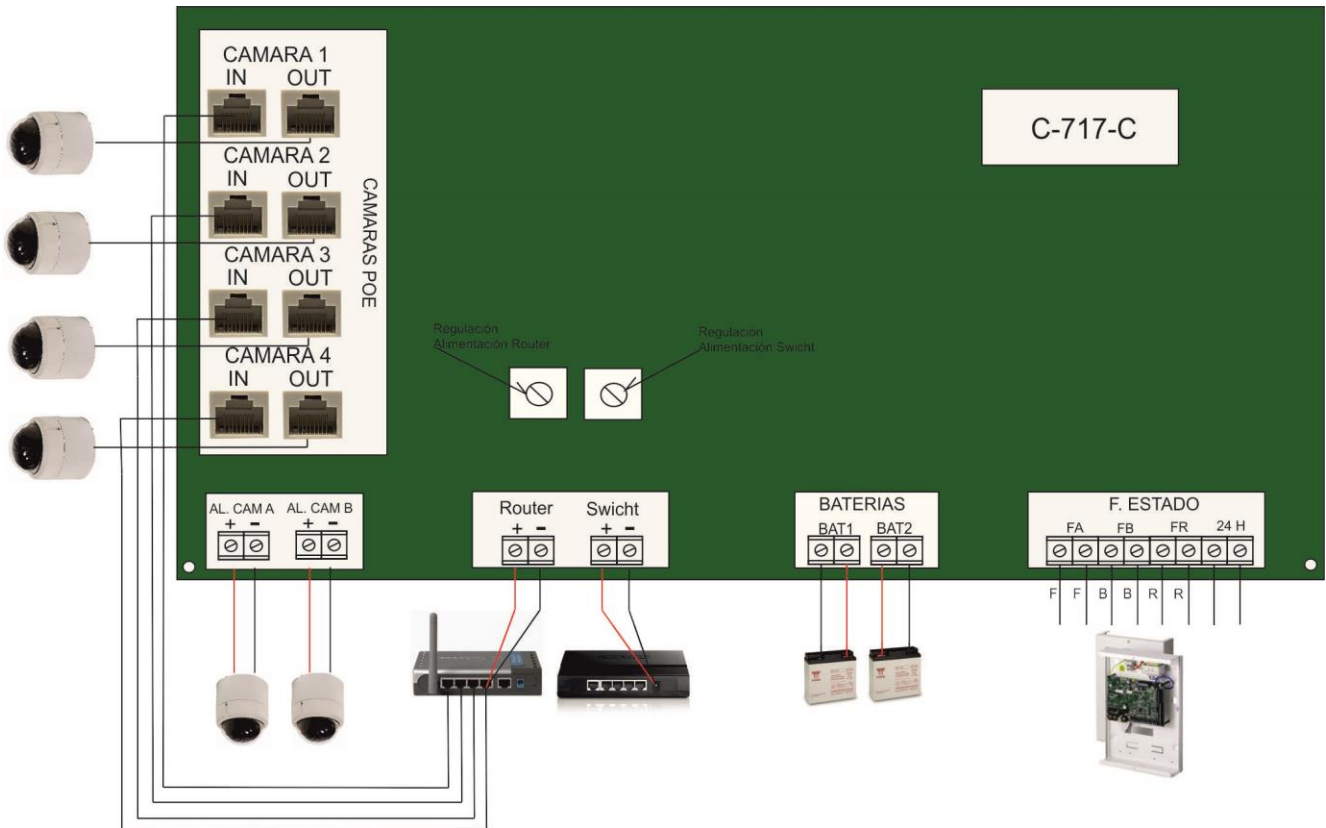 CAMARA 1
IN OUT
CAMARA 2
IN OUT
CAMARA 3
IN OUT
CAMARA 4
IN OUT
CAMARAS POE
C-717-C
Regulación
Alimentación Router
Regulación
Alimentación Swicht
AL. CAM A AL. CAM B
+ - + -
Router Swicht
+ - + -
BATERIAS
BAT1 BAT2
F. ESTADO
FA FB FR 24 H
F F B B R R